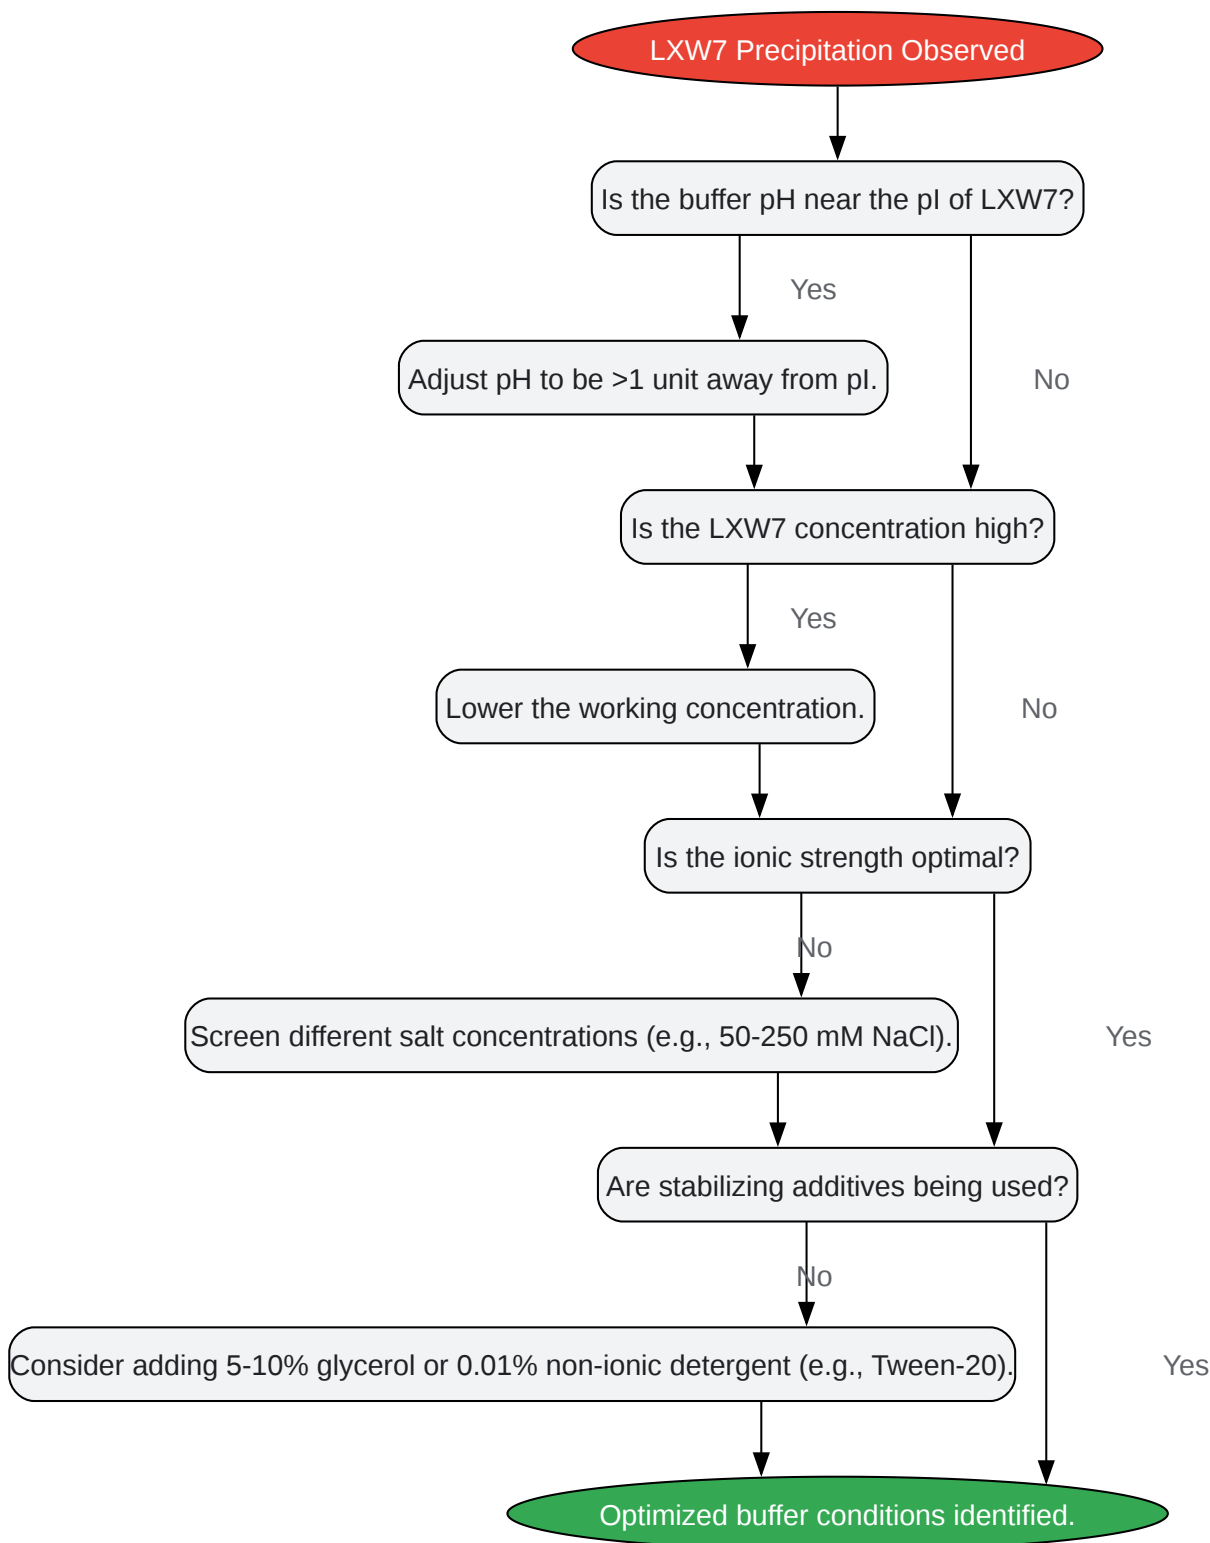 LXW7 Precipitation Observed
Is the buffer pH near the pI of LXW7?
Yes
Adjust pH to be >1 unit away from pI.
No
Is the LXW7 concentration high?
Yes
Lower the working concentration.
No
Is the ionic strength optimal?
No
Screen different salt concentrations (e.g., 50-250 mM NaCl).
Yes
Are stabilizing additives being used?
No
Consider adding 5-10% glycerol or 0.01% non-ionic detergent (e.g., Tween-20).
Yes
Optimized buffer conditions identified.